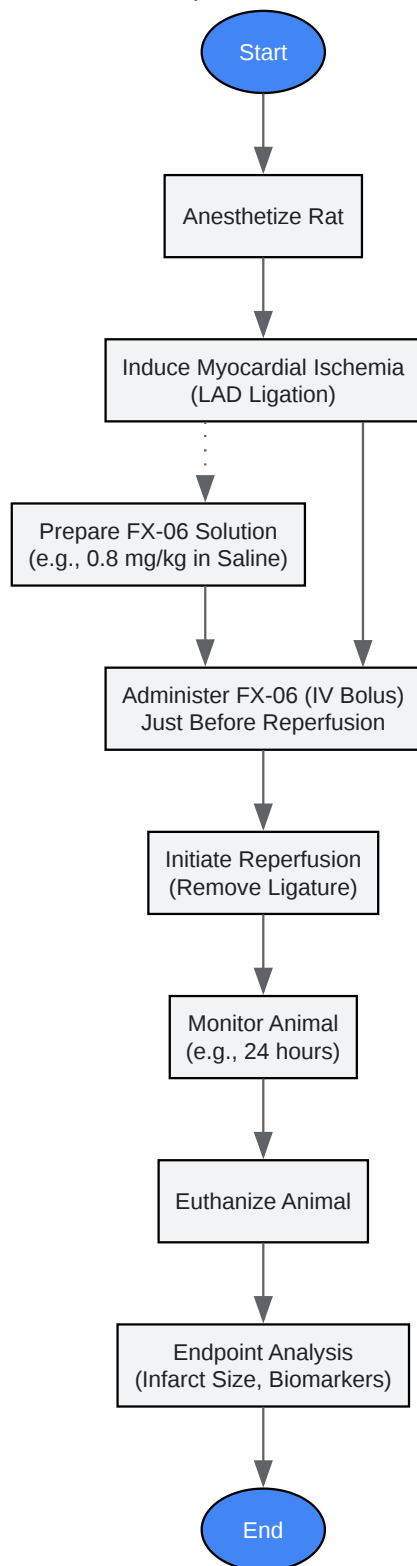 Start
Anesthetize Rat
Induce Myocardial Ischemia
(LAD Ligation)
Prepare FX-06 Solution
(e.g., 0.8 mg/kg in Saline)
Administer FX-06 (IV Bolus)
Just Before Reperfusion
Initiate Reperfusion
(Remove Ligature)
Monitor Animal
(e.g., 24 hours)
Euthanize Animal
Endpoint Analysis
(Infarct Size, Biomarkers)
End